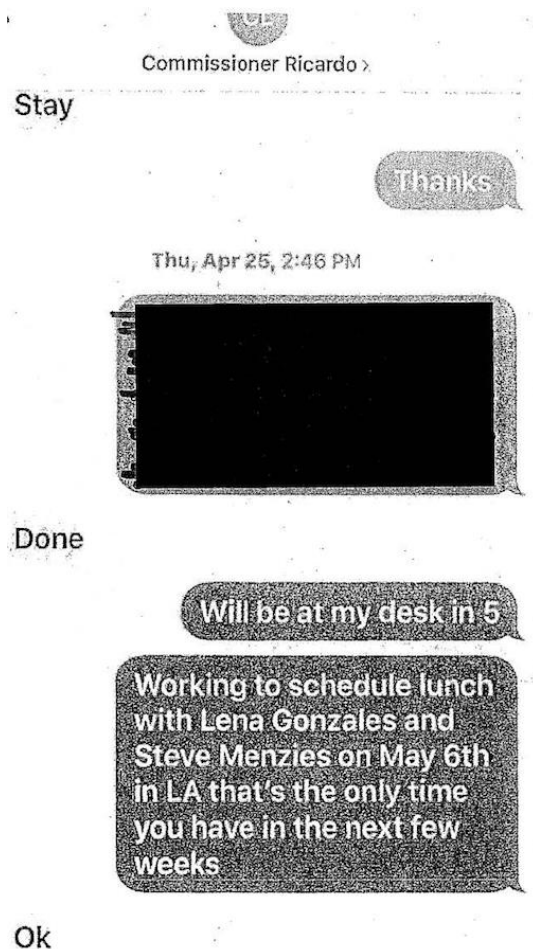 Commissioner Ricardo >
Stay
Thanks
Thu, Apr 25, 2:46 PM
Done
Will be at my desk in 5
Working to schedule lunch
with Lena Gonzales and
Steve Menzies on May 6th
in LA that's the only time
you have in the next few
weeks
Ok